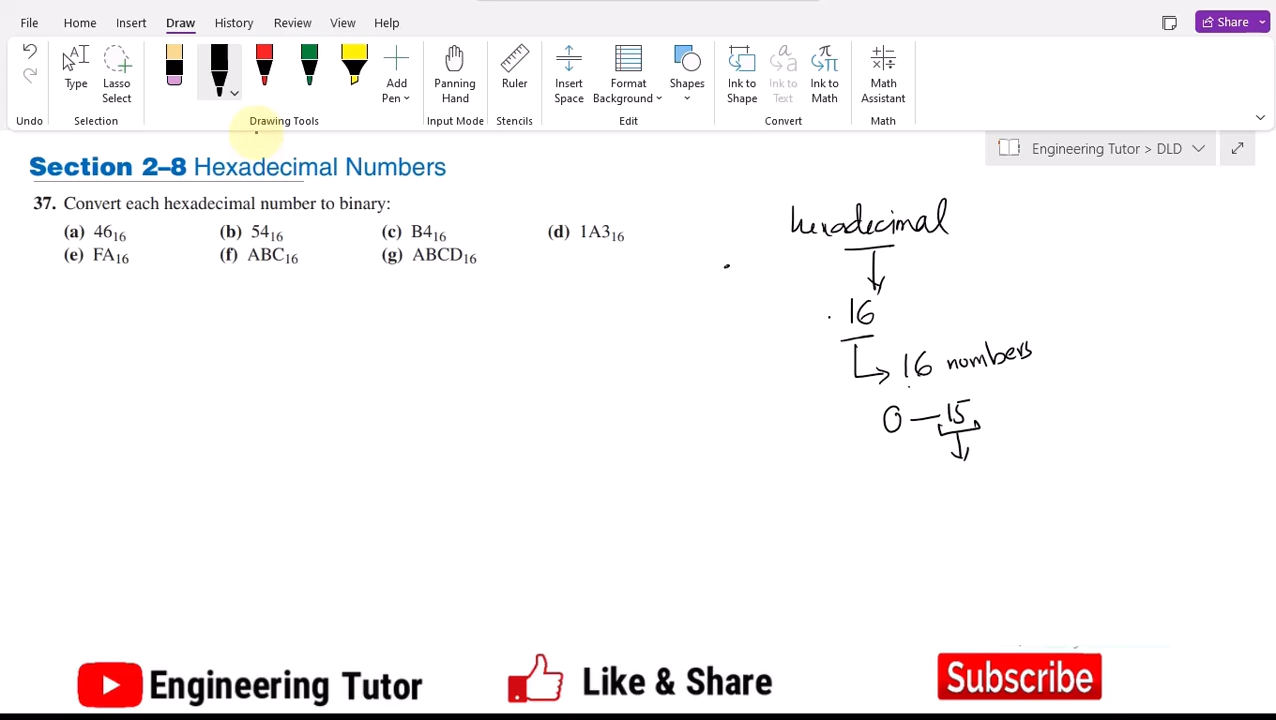 File Home Insert Draw History Review View Help Share
Undo Type Lasso Select Add Pen Panning Hand Ruler Insert Space Format Background Shapes Ink to Shape Ink to Text Ink to Math Math Assistant
Undo Selection Drawing Tools Input Mode Stencils Edit Convert Math
Engineering Tutor > DLD
Section 2–8 Hexadecimal Numbers
37. Convert each hexadecimal number to binary:
(a) 46₁₆ (b) 54₁₆ (c) B4₁₆ (d) 1A3₁₆
(e) FA₁₆ (f) ABC₁₆ (g) ABCD₁₆
hexadecimal
16
16 numbers
0 — 15
Engineering Tutor Like & Share Subscribe